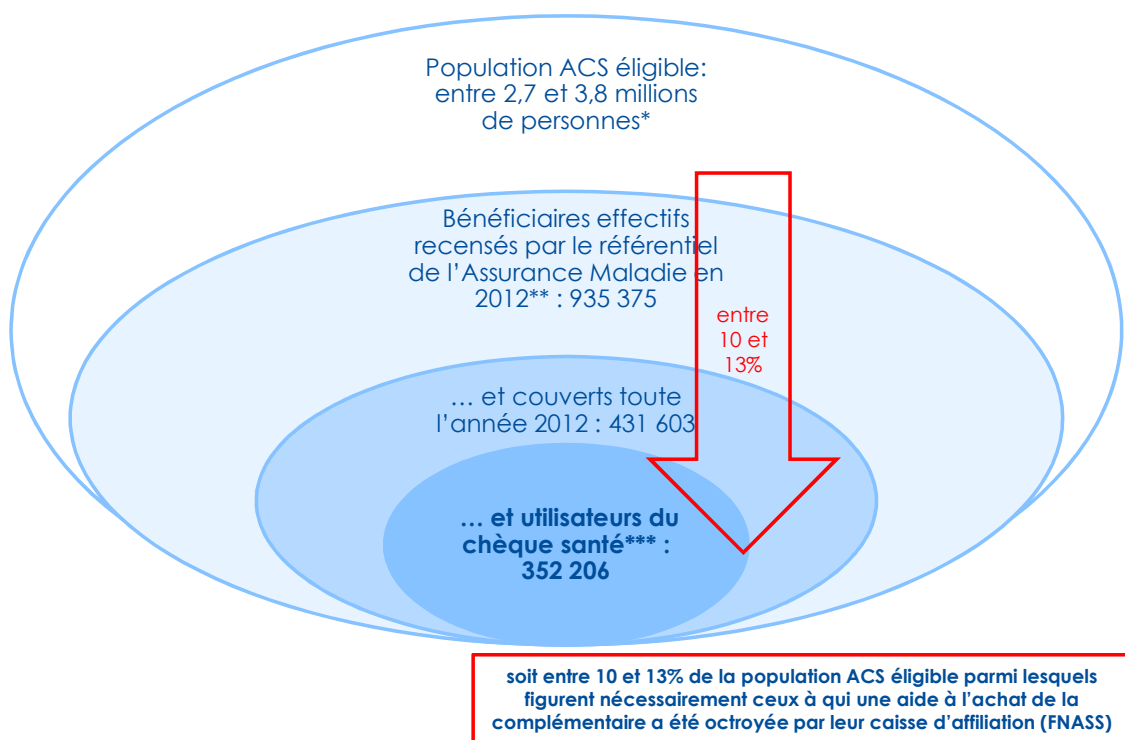 Population ACS éligible:
entre 2,7 et 3,8 millions
de personnes*
Bénéficiaires effectifs
recensés par le référentiel
de l'Assurance Maladie en
2012** : 935 375
entre
10 et
13%
… et couverts toute
l'année 2012 : 431 603
… et utilisateurs du
chèque santé*** :
352 206
soit entre 10 et 13% de la population ACS éligible parmi lesquels
figurent nécessairement ceux à qui une aide à l'achat de la
complémentaire a été octroyée par leur caisse d'affiliation (FNASS)